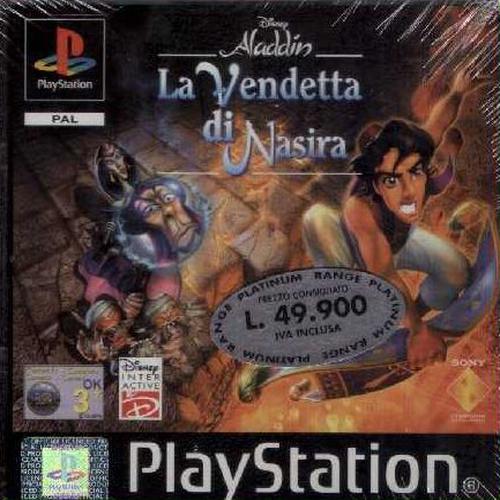 PlayStation
PAL
Disney
Aladdin
La Vendetta
di Nasira
PLATINUM RANGE PLATINUM RANGE PLATINUM RANGE
PREZZO CONSIGLIATO
L. 49.900
IVA INCLUSA
OK
3
Disney
INTER
ACTIVE
SONY
PlayStation